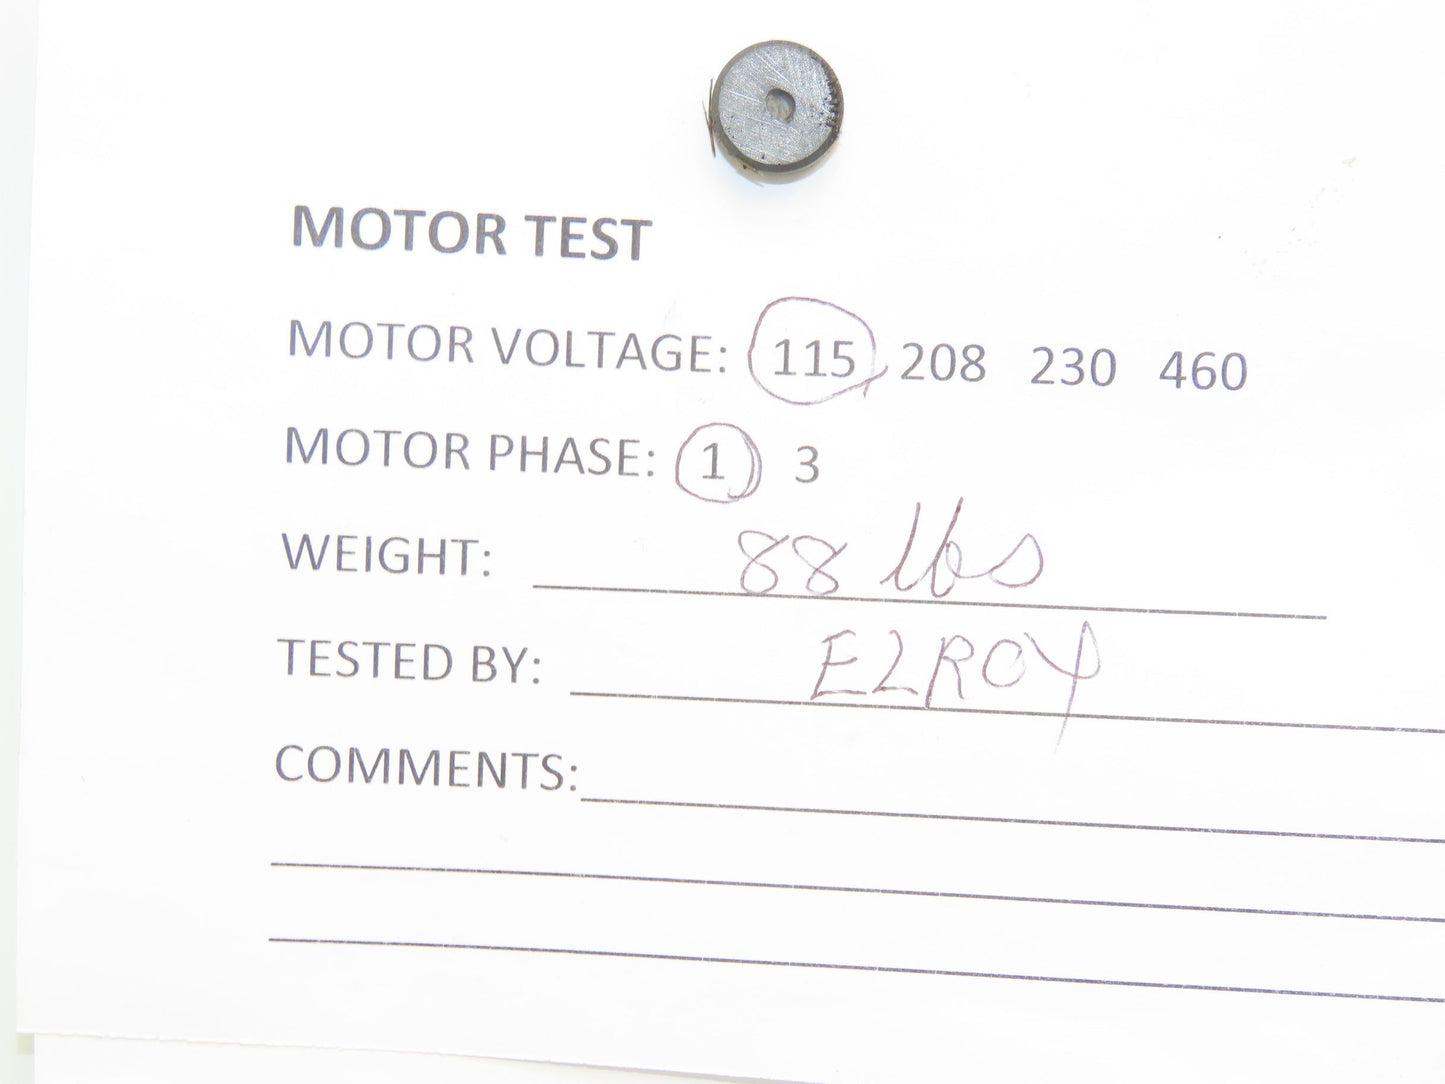 MOTOR TEST
MOTOR VOLTAGE: 115 208 230 460
MOTOR PHASE: 1 3
WEIGHT: 88 lbs
TESTED BY: ELROY
COMMENTS: